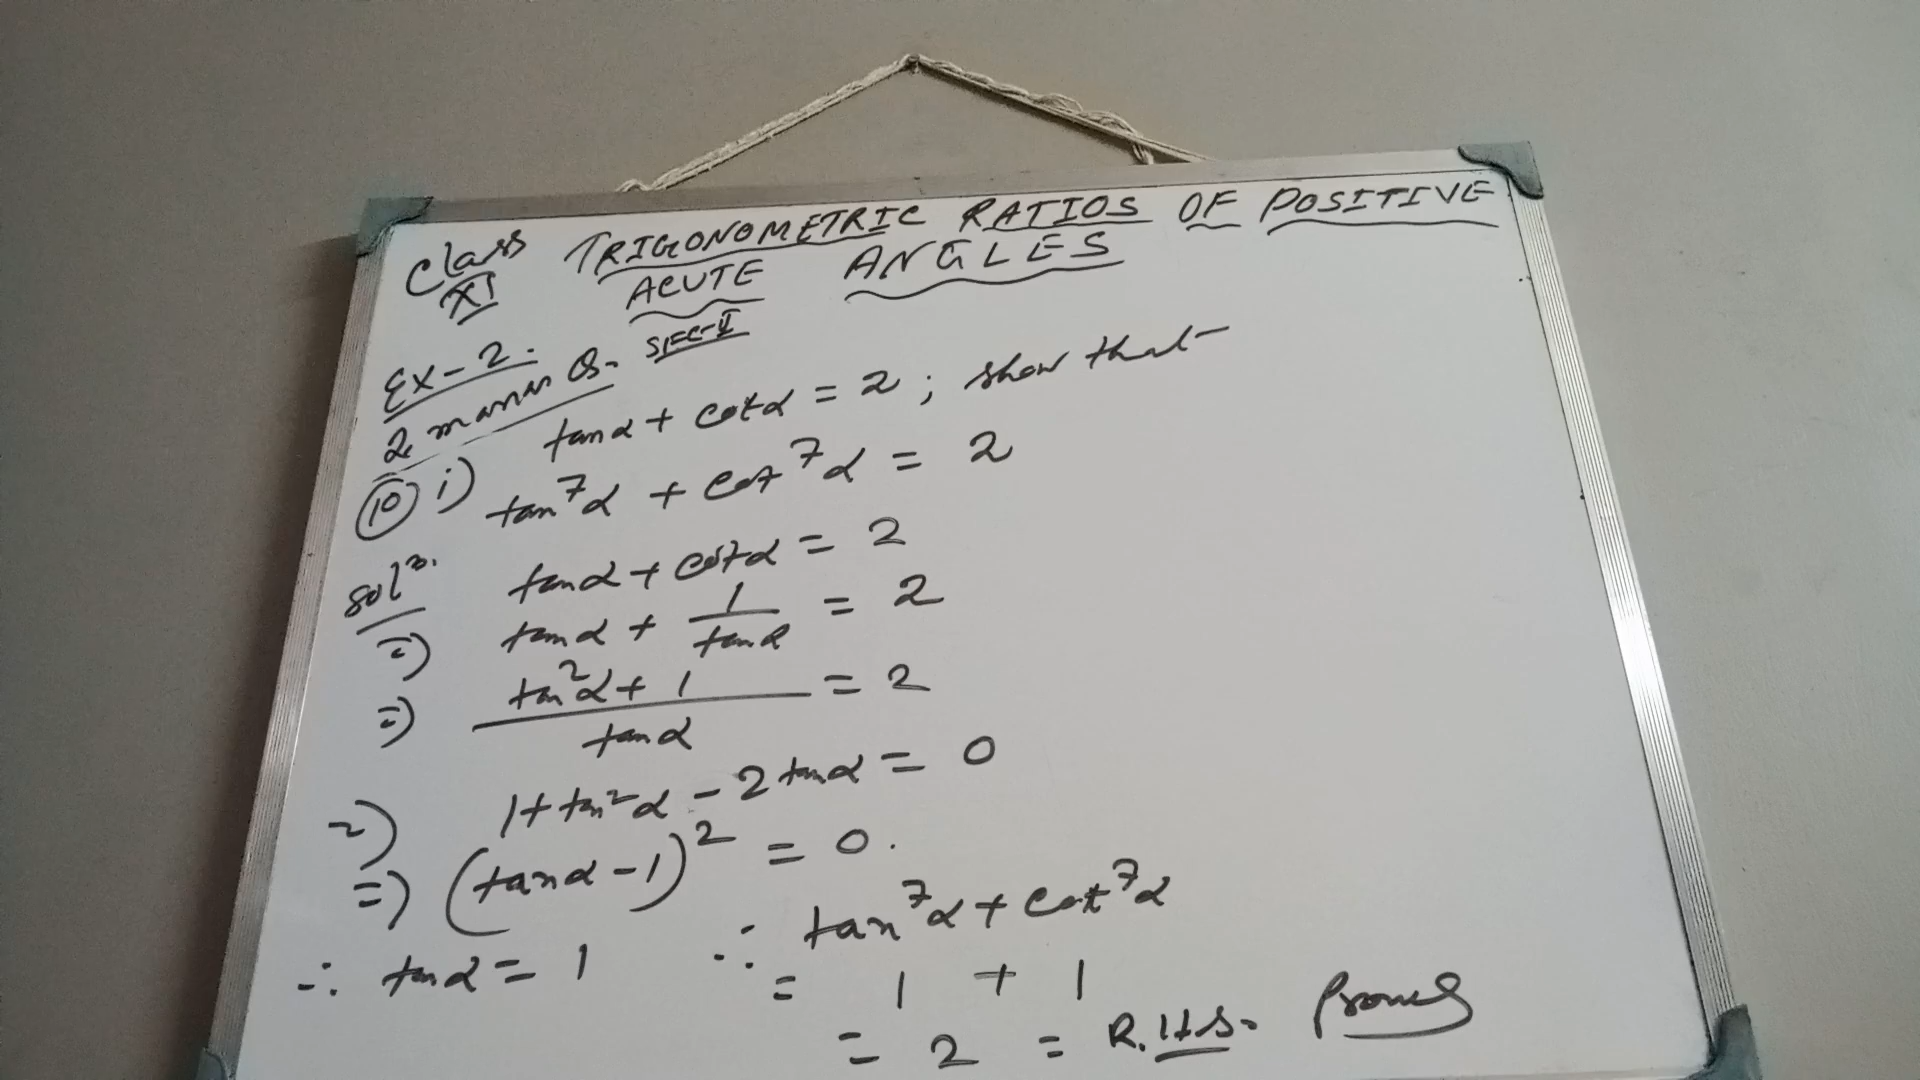 Class XI TRIGONOMETRIC RATIOS OF POSITIVE
ACUTE ANGLES
Ex-2.
2 marks Qs. SEC-II
(10) i) tanα + cotα = 2; show that
tan⁷α + cot⁷α = 2
Solⁿ. tanα + cotα = 2
⇒) tanα + 1/tanα = 2
⇒) (tan²α + 1)/tanα = 2
⇒) 1 + tan²α - 2tanα = 0
⇒) (tanα - 1)² = 0.
∴ tanα = 1 ∴ tan⁷α + cot⁷α
= 1 + 1
= 2 = R.H.S. Proved